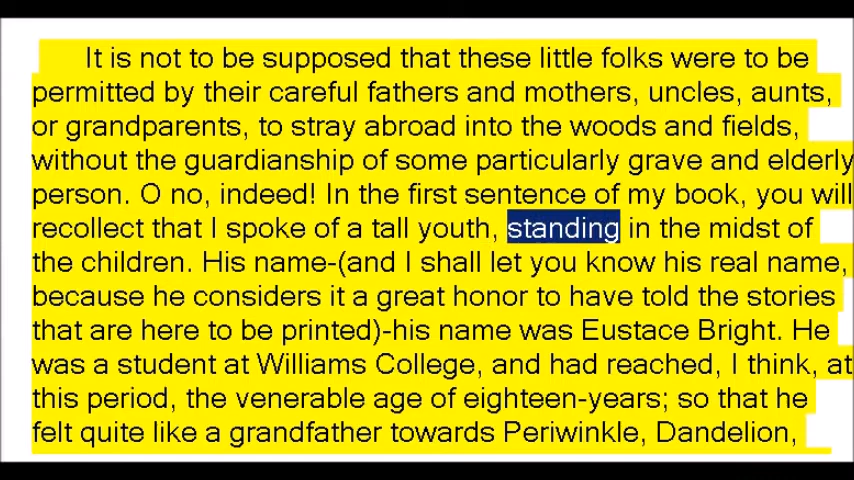 It is not to be supposed that these little folks were to be
permitted by their careful fathers and mothers, uncles, aunts,
or grandparents, to stray abroad into the woods and fields,
without the guardianship of some particularly grave and elderly
person. O no, indeed! In the first sentence of my book, you will
recollect that I spoke of a tall youth, standing in the midst of
the children. His name-(and I shall let you know his real name,
because he considers it a great honor to have told the stories
that are here to be printed)-his name was Eustace Bright. He
was a student at Williams College, and had reached, I think, at
this period, the venerable age of eighteen-years; so that he
felt quite like a grandfather towards Periwinkle, Dandelion,